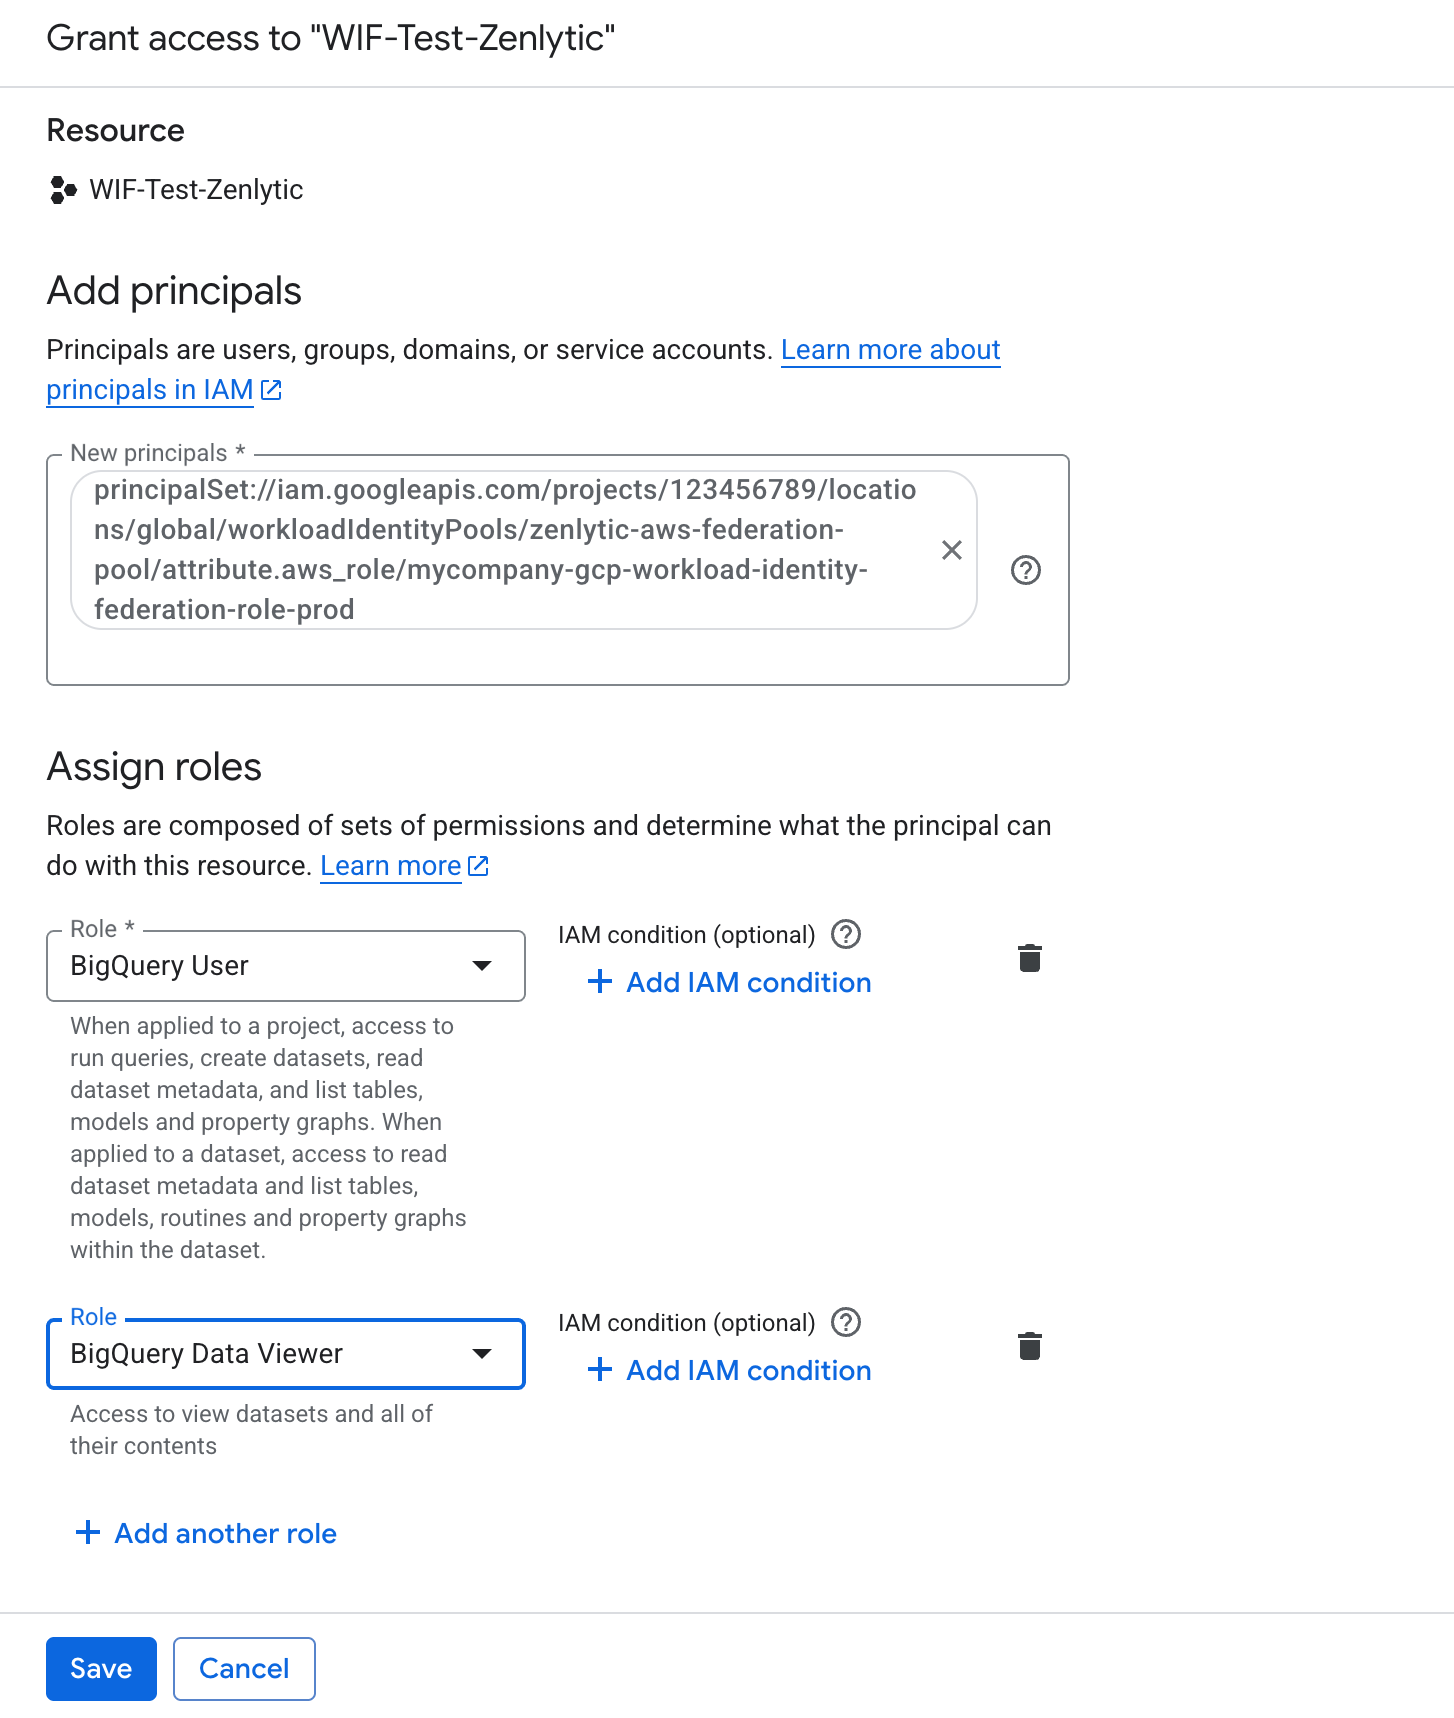 Grant access to "WIF-Test-Zenlytic"
Resource
WIF-Test-Zenlytic
Add principals
Principals are users, groups, domains, or service accounts. Learn more about
principals in IAM
New principals *
principalSet://iam.googleapis.com/projects/123456789/locatio
ns/global/workloadIdentityPools/zenlytic-aws-federation-
pool/attribute.aws_role/mycompany-gcp-workload-identity-
federation-role-prod
Assign roles
Roles are composed of sets of permissions and determine what the principal can
do with this resource. Learn more
Role *
BigQuery User
IAM condition (optional)
+ Add IAM condition
When applied to a project, access to
run queries, create datasets, read
dataset metadata, and list tables,
models and property graphs. When
applied to a dataset, access to read
dataset metadata and list tables,
models, routines and property graphs
within the dataset.
Role
BigQuery Data Viewer
IAM condition (optional)
+ Add IAM condition
Access to view datasets and all of
their contents
+ Add another role
Save
Cancel